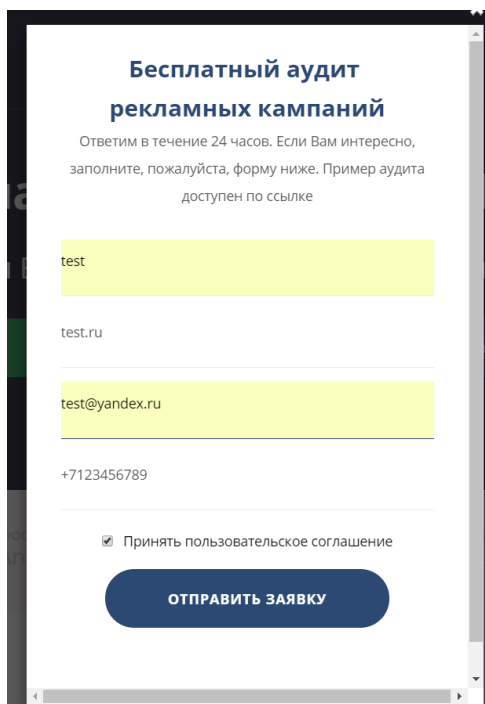 Бесплатный аудит
рекламных кампаний
Ответим в течение 24 часов. Если Вам интересно,
заполните, пожалуйста, форму ниже. Пример аудита
доступен по ссылке
test
test.ru
test@yandex.ru
+7123456789
Принять пользовательское соглашение
ОТПРАВИТЬ ЗАЯВКУ